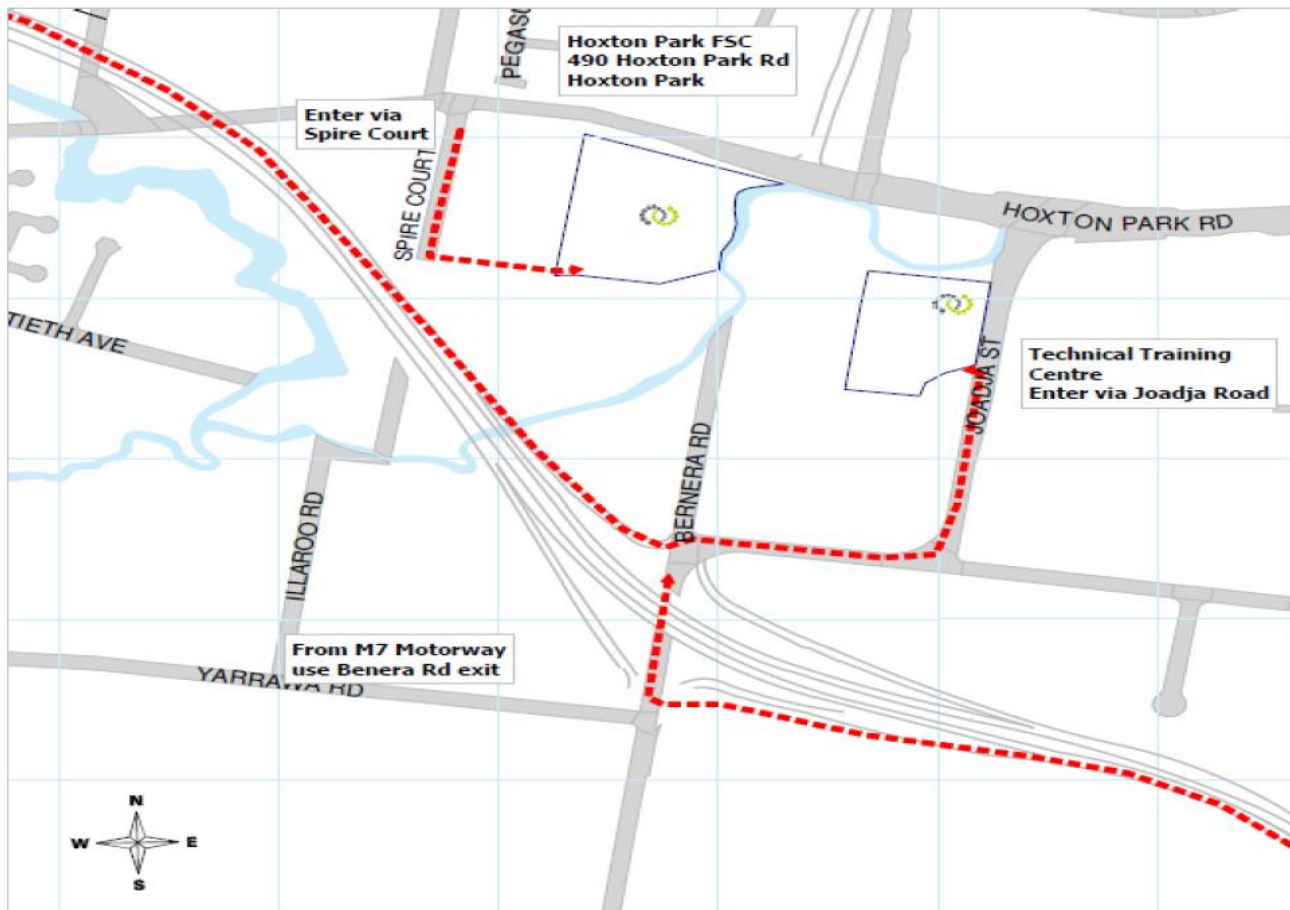 PEGASU
Hoxton Park FSC
490 Hoxton Park Rd
Hoxton Park
Enter via
Spire Court
SPIRE COURT
HOXTON PARK RD
TIETH AVE
Technical Training
Centre
Enter via Joadja Road
JOADJA ST
BERNERA RD
ILLAROO RD
From M7 Motorway
use Benera Rd exit
YARRAWA RD
N
W E
S